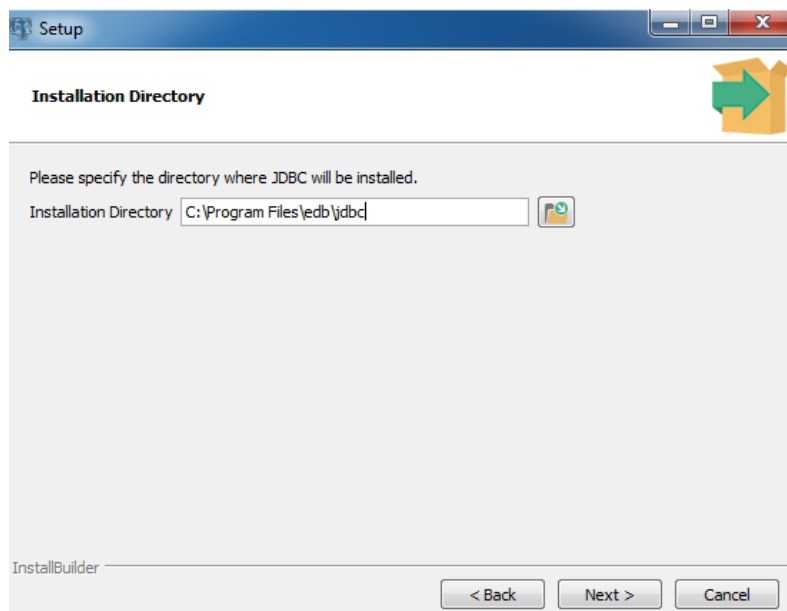 Setup
Installation Directory
Please specify the directory where JDBC will be installed.
Installation Directory C:\Program Files\edb\jdbc
InstallBuilder
< Back Next > Cancel